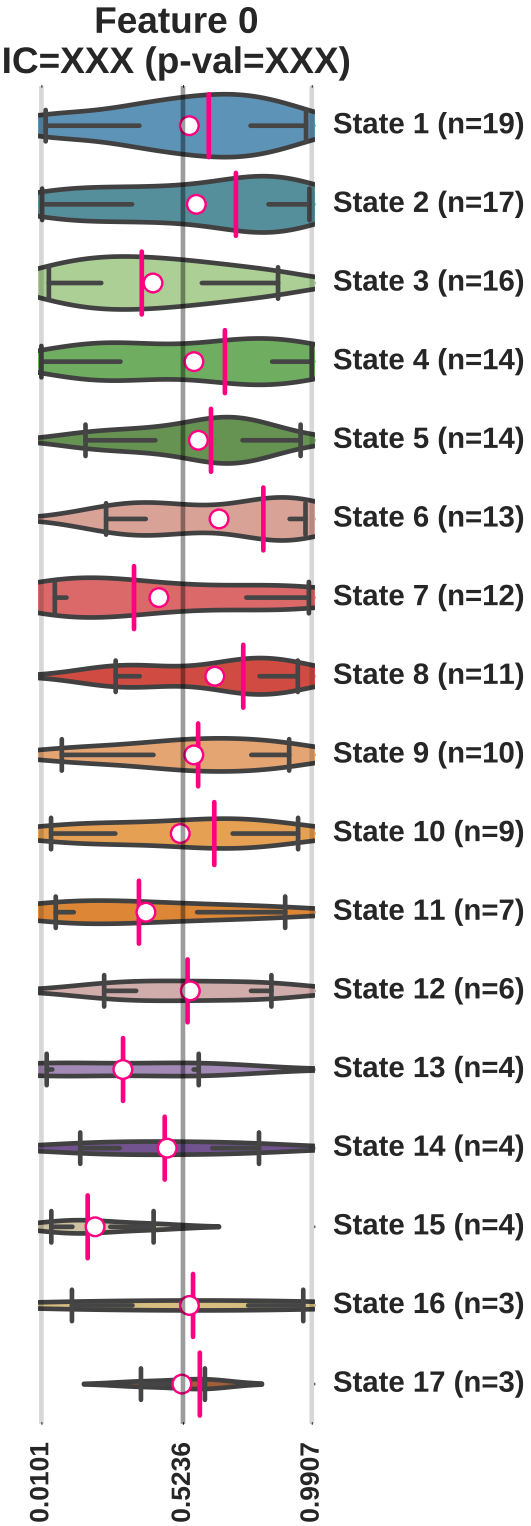 Feature 0
IC=XXX (p-val=XXX)
State 1 (n=19)
State 2 (n=17)
State 3 (n=16)
State 4 (n=14)
State 5 (n=14)
State 6 (n=13)
State 7 (n=12)
State 8 (n=11)
State 9 (n=10)
State 10 (n=9)
State 11 (n=7)
State 12 (n=6)
State 13 (n=4)
State 14 (n=4)
State 15 (n=4)
State 16 (n=3)
State 17 (n=3)
0.0101
0.5236
0.9907